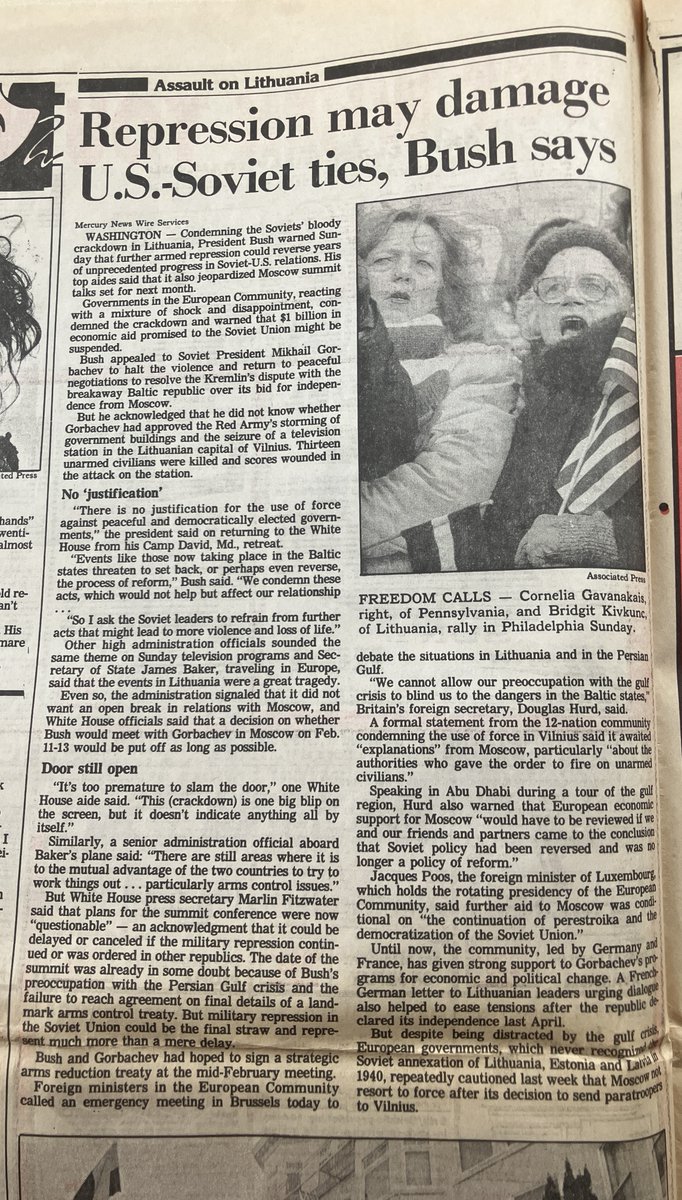 Assault on Lithuania
Repression may damage
U.S.-Soviet ties, Bush says
Mercury News Wire Services
WASHINGTON — Condemning the Soviets' bloody
crackdown in Lithuania, President Bush warned Sun-
day that further armed repression could reverse years
of unprecedented progress in Soviet-U.S. relations. His
top aides said that it also jeopardized Moscow summit
talks set for next month.
Governments in the European Community, reacting
with a mixture of shock and disappointment, con-
demned the crackdown and warned that $1 billion in
economic aid promised to the Soviet Union might be
suspended.
Bush appealed to Soviet President Mikhail Gor-
bachev to halt the violence and return to peaceful
negotiations to resolve the Kremlin's dispute with the
breakaway Baltic republic over its bid for indepen-
dence from Moscow.
But he acknowledged that he did not know whether
Gorbachev had approved the Red Army's storming of
government buildings and the seizure of a television
station in the Lithuanian capital of Vilnius. Thirteen
unarmed civilians were killed and scores wounded in
the attack on the station.
No 'justification'
"There is no justification for the use of force
against peaceful and democratically elected govern-
ments," the president said on returning to the White
House from his Camp David, Md., retreat.
"Events like those now taking place in the Baltic
states threaten to set back, or perhaps even reverse,
the process of reform," Bush said. "We condemn these
acts, which would not help but affect our relationship
. . .
"So I ask the Soviet leaders to refrain from further
acts that might lead to more violence and loss of life."
Other high administration officials sounded the
same theme on Sunday television programs and Sec-
retary of State James Baker, traveling in Europe,
said that the events in Lithuania were a great tragedy.
Even so, the administration signaled that it did not
want an open break in relations with Moscow, and
White House officials said that a decision on whether
Bush would meet with Gorbachev in Moscow on Feb.
11-13 would be put off as long as possible.
Door still open
"It's too premature to slam the door," one White
House aide said. "This (crackdown) is one big blip on
the screen, but it doesn't indicate anything all by
itself."
Similarly, a senior administration official aboard
Baker's plane said: "There are still areas where it is
to the mutual advantage of the two countries to try to
work things out . . . particularly arms control issues."
But White House press secretary Marlin Fitzwater
said that plans for the summit conference were now
"questionable" — an acknowledgment that it could be
delayed or canceled if the military repression contin-
ued or was ordered in other republics. The date of the
summit was already in some doubt because of Bush's
preoccupation with the Persian Gulf crisis and the
failure to reach agreement on final details of a land-
mark arms control treaty. But military repression in
the Soviet Union could be the final straw and repre-
sent much more than a mere delay.
Bush and Gorbachev had hoped to sign a strategic
arms reduction treaty at the mid-February meeting.
Foreign ministers in the European Community
called an emergency meeting in Brussels today to
Associated Press
FREEDOM CALLS — Cornelia Gavanakais,
right, of Pennsylvania, and Bridgit Kivkunc,
of Lithuania, rally in Philadelphia Sunday.
debate the situations in Lithuania and in the Persian
Gulf.
"We cannot allow our preoccupation with the gulf
crisis to blind us to the dangers in the Baltic states,"
Britain's foreign secretary, Douglas Hurd, said.
A formal statement from the 12-nation community
condemning the use of force in Vilnius said it awaited
"explanations" from Moscow, particularly "about the
authorities who gave the order to fire on unarmed
civilians."
Speaking in Abu Dhabi during a tour of the gulf
region, Hurd also warned that European economic
support for Moscow "would have to be reviewed if we
and our friends and partners came to the conclusion
that Soviet policy had been reversed and was no
longer a policy of reform."
Jacques Poos, the foreign minister of Luxembourg,
which holds the rotating presidency of the European
Community, said further aid to Moscow was condi-
tional on "the continuation of perestroika and the
democratization of the Soviet Union."
Until now, the community, led by Germany and
France, has given strong support to Gorbachev's pro-
grams for economic and political change. A French-
German letter to Lithuanian leaders urging dialogue
also helped to ease tensions after the republic de-
clared its independence last April.
But despite being distracted by the gulf crisis,
European governments, which never recognized
Soviet annexation of Lithuania, Estonia and Latvia in
1940, repeatedly cautioned last week that Moscow not
resort to force after its decision to send paratroopers
to Vilnius.
ted Press
hands"
wenti-
almost
ld re-
an't
His
mare